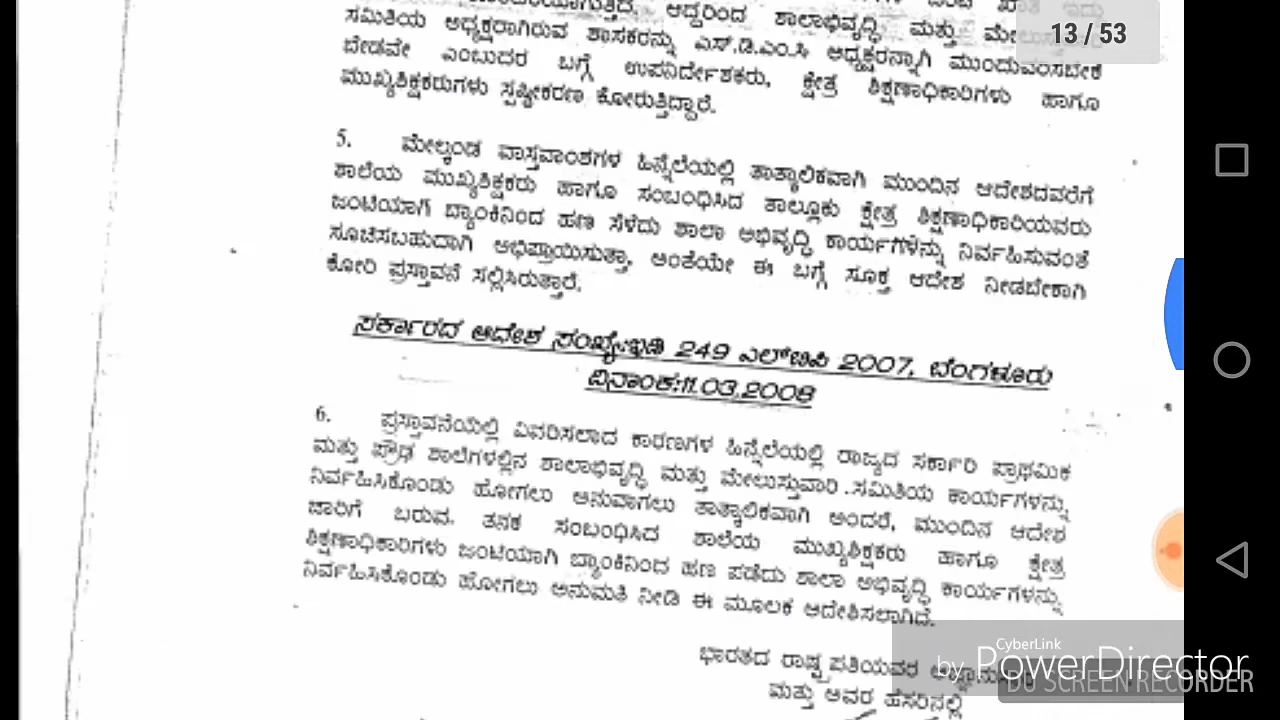 ಆದ್ದರಿಂದ ಶಾಲಾಭಿವೃದ್ಧಿ ಮತ್ತು
13 / 53
ಸಮಿತಿಯ ಅಧ್ಯಕ್ಷರಾಗಿರುವ ಶಾಸಕರನ್ನು ಎಸ್.ಡಿ.ಎಂ.ಸಿ ಅಧ್ಯಕ್ಷರನ್ನಾಗಿ ಮುಂದುವರಿಸಬೇಕೆ
ಬೇಡವೇ ಎಂಬುದರ ಬಗ್ಗೆ ಉಪನಿರ್ದೇಶಕರು, ಕ್ಷೇತ್ರ ಶಿಕ್ಷಣಾಧಿಕಾರಿಗಳು ಹಾಗೂ
ಮುಖ್ಯಶಿಕ್ಷಕರುಗಳು ಸ್ಪಷ್ಟೀಕರಣ ಕೋರುತ್ತಿದ್ದಾರೆ.
5. ಮೇಲ್ಕಂಡ ವಾಸ್ತವಾಂಶಗಳ ಹಿನ್ನೆಲೆಯಲ್ಲಿ ತಾತ್ಕಾಲಿಕವಾಗಿ ಮುಂದಿನ ಆದೇಶದವರೆಗೆ
ಶಾಲೆಯ ಮುಖ್ಯಶಿಕ್ಷಕರು ಹಾಗೂ ಸಂಬಂಧಿಸಿದ ತಾಲ್ಲೂಕು ಕ್ಷೇತ್ರ ಶಿಕ್ಷಣಾಧಿಕಾರಿಯವರು
ಜಂಟಿಯಾಗಿ ಬ್ಯಾಂಕಿನಿಂದ ಹಣ ಸೆಳೆದು ಶಾಲಾ ಅಭಿವೃದ್ಧಿ ಕಾರ್ಯಗಳನ್ನು ನಿರ್ವಹಿಸುವಂತೆ
ಸೂಚಿಸಬಹುದಾಗಿ ಅಭಿಪ್ರಾಯಿಸುತ್ತಾ, ಅಂತೆಯೇ ಈ ಬಗ್ಗೆ ಸೂಕ್ತ ಆದೇಶ ನೀಡಬೇಕಾಗಿ
ಕೋರಿ ಪ್ರಸ್ತಾವನೆ ಸಲ್ಲಿಸಿರುತ್ತಾರೆ.
ಸರ್ಕಾರದ ಆದೇಶ ಸಂಖ್ಯೆ:ಇಡಿ 249 ಎಲ್‌ಬಿಪಿ 2007, ಬೆಂಗಳೂರು
ದಿನಾಂಕ:11.03.2008
6. ಪ್ರಸ್ತಾವನೆಯಲ್ಲಿ ವಿವರಿಸಲಾದ ಕಾರಣಗಳ ಹಿನ್ನೆಲೆಯಲ್ಲಿ ರಾಜ್ಯದ ಸರ್ಕಾರಿ ಪ್ರಾಥಮಿಕ
ಮತ್ತು ಪ್ರೌಢ ಶಾಲೆಗಳಲ್ಲಿನ ಶಾಲಾಭಿವೃದ್ಧಿ ಮತ್ತು ಮೇಲುಸ್ತುವಾರಿ ಸಮಿತಿಯ ಕಾರ್ಯಗಳನ್ನು
ನಿರ್ವಹಿಸಿಕೊಂಡು ಹೋಗಲು ಅನುವಾಗಲು ತಾತ್ಕಾಲಿಕವಾಗಿ ಅಂದರೆ, ಮುಂದಿನ ಆದೇಶ
ಜಾರಿಗೆ ಬರುವ ತನಕ ಸಂಬಂಧಿಸಿದ ಶಾಲೆಯ ಮುಖ್ಯಶಿಕ್ಷಕರು ಹಾಗೂ ಕ್ಷೇತ್ರ
ಶಿಕ್ಷಣಾಧಿಕಾರಿಗಳು ಜಂಟಿಯಾಗಿ ಬ್ಯಾಂಕಿನಿಂದ ಹಣ ಪಡೆದು ಶಾಲಾ ಅಭಿವೃದ್ಧಿ ಕಾರ್ಯಗಳನ್ನು
ನಿರ್ವಹಿಸಿಕೊಂಡು ಹೋಗಲು ಅನುಮತಿ ನೀಡಿ ಈ ಮೂಲಕ ಆದೇಶಿಸಲಾಗಿದೆ.
ಭಾರತದ ರಾಷ್ಟ್ರಪತಿಯವರ
ಮತ್ತು ಅವರ ಹೆಸರಿನಲ್ಲಿ
CyberLink
by PowerDirector
DU SCREEN RECORDER